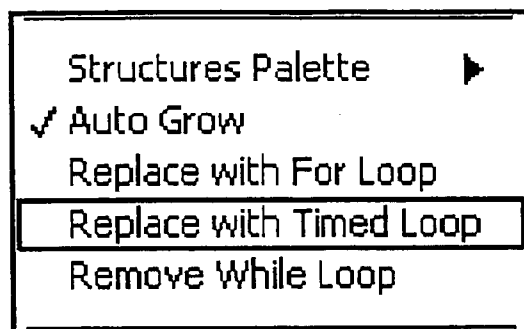 Structures Palette
Auto Grow
Replace with For Loop
Replace with Timed Loop
Remove While Loop